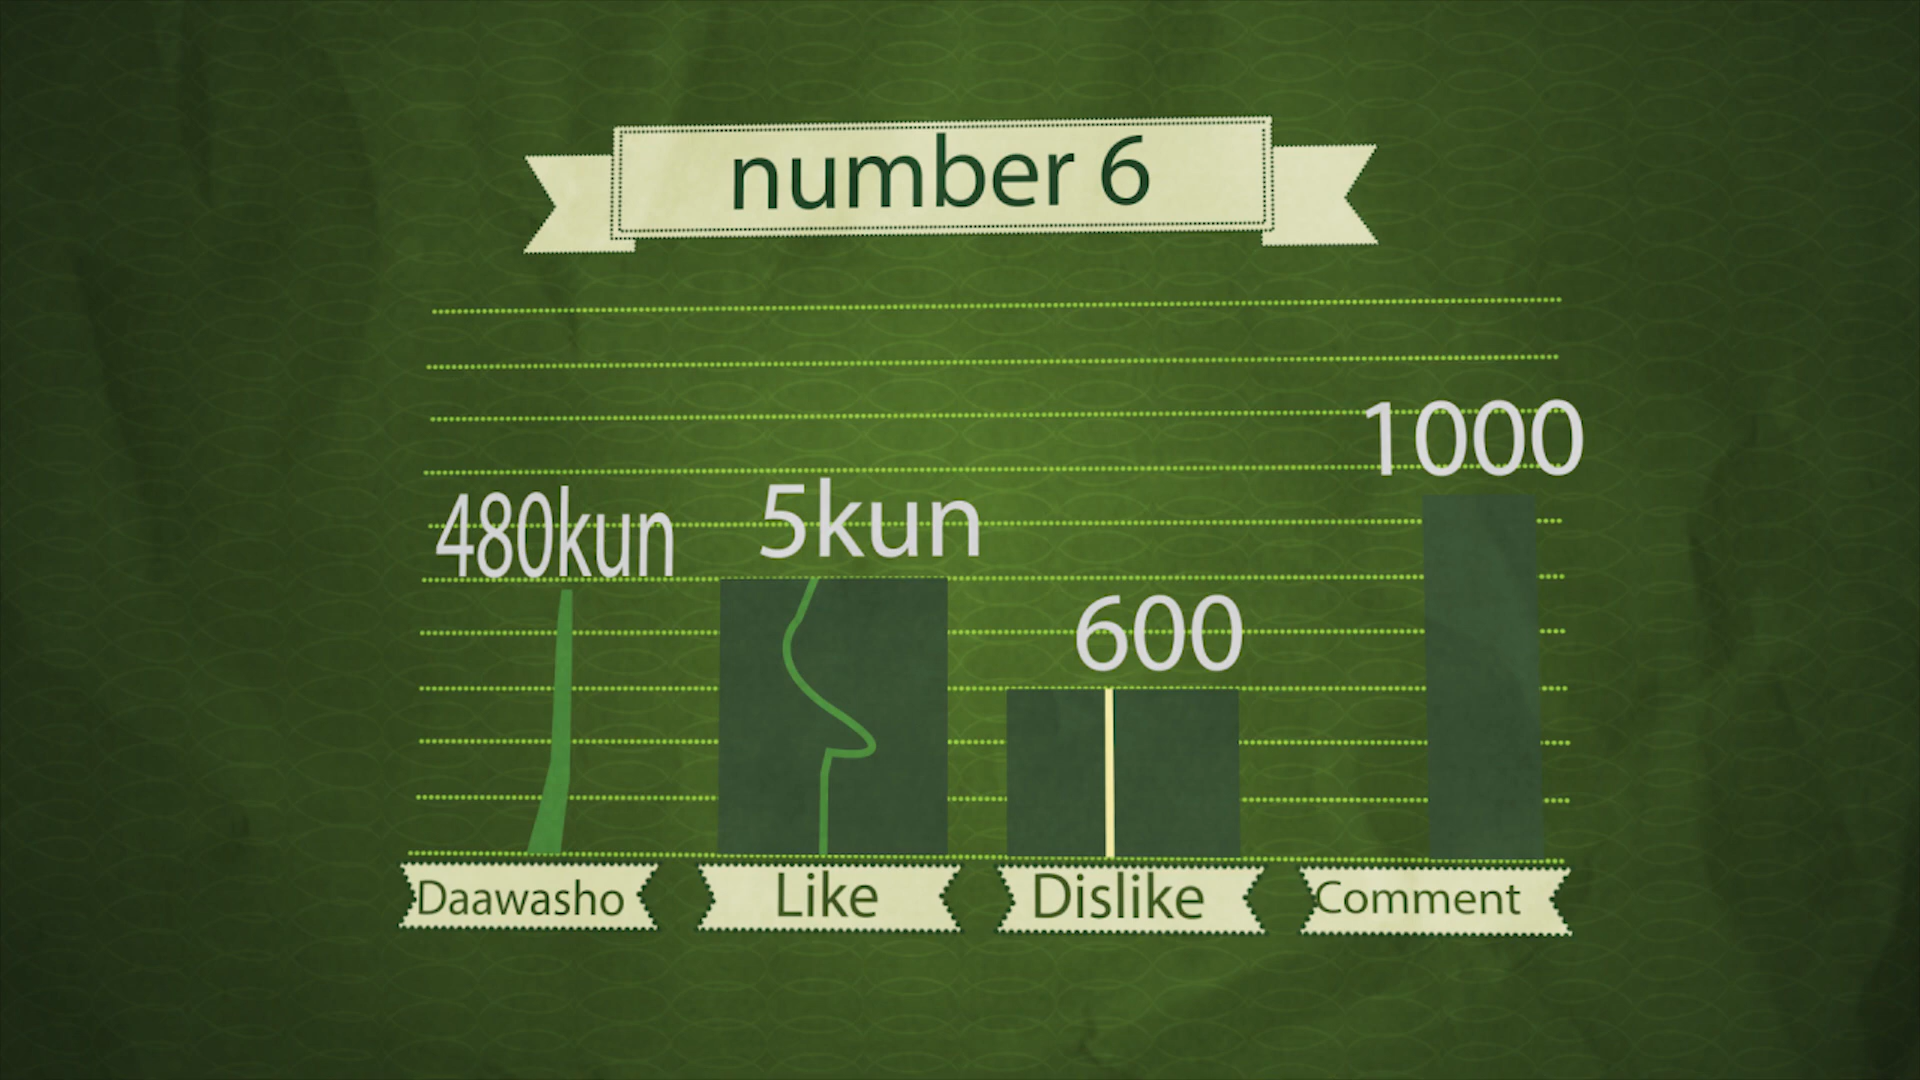 number 6
480kun
5kun
600
1000
Daawasho
Like
Dislike
Comment